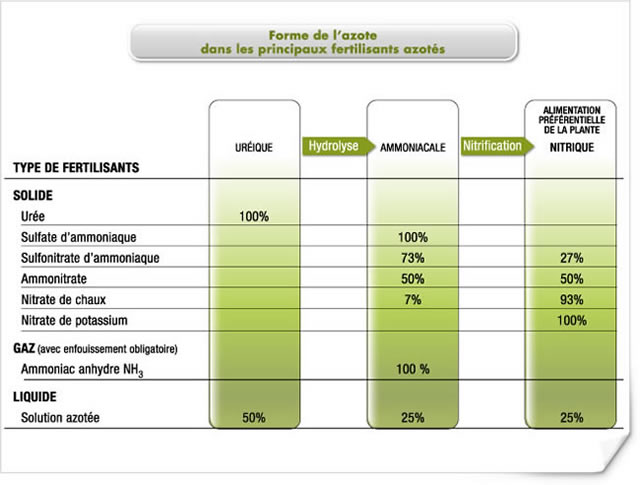 Forme de l'azote
dans les principaux fertilisants azotés
ALIMENTATION
PRÉFÉRENTIELLE
DE LA PLANTE
URÉIQUE Hydrolyse AMMONIACALE Nitrification NITRIQUE
TYPE DE FERTILISANTS
SOLIDE
Urée 100%
Sulfate d'ammoniaque 100%
Sulfonitrate d'ammoniaque 73% 27%
Ammonitrate 50% 50%
Nitrate de chaux 7% 93%
Nitrate de potassium 100%
GAZ (avec enfouissement obligatoire)
Ammoniac anhydre NH3 100 %
LIQUIDE
Solution azotée 50% 25% 25%